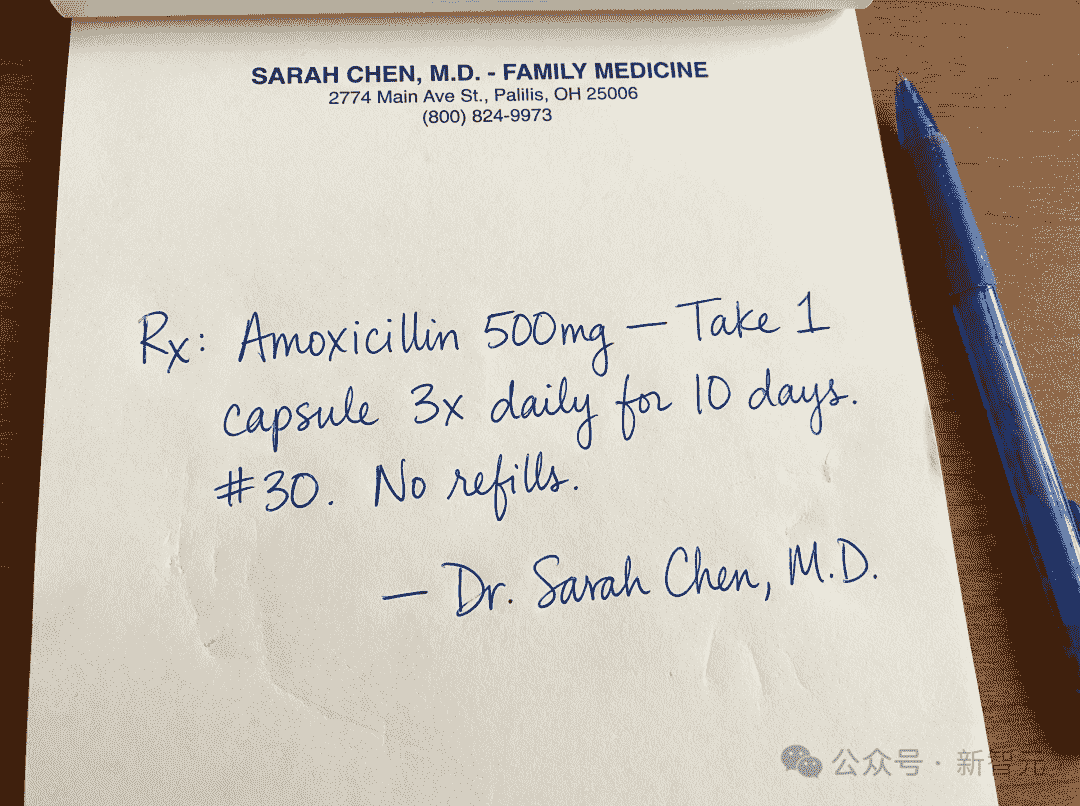 SARAH CHEN, M.D. - FAMILY MEDICINE
2774 Main Ave St., Palilis, OH 25006
(800) 824-9973
Rx: Amoxicillin 500mg — Take 1
capsule 3x daily for 10 days.
#30. No refills.
— Dr. Sarah Chen, M.D.
公众号 · 新智元